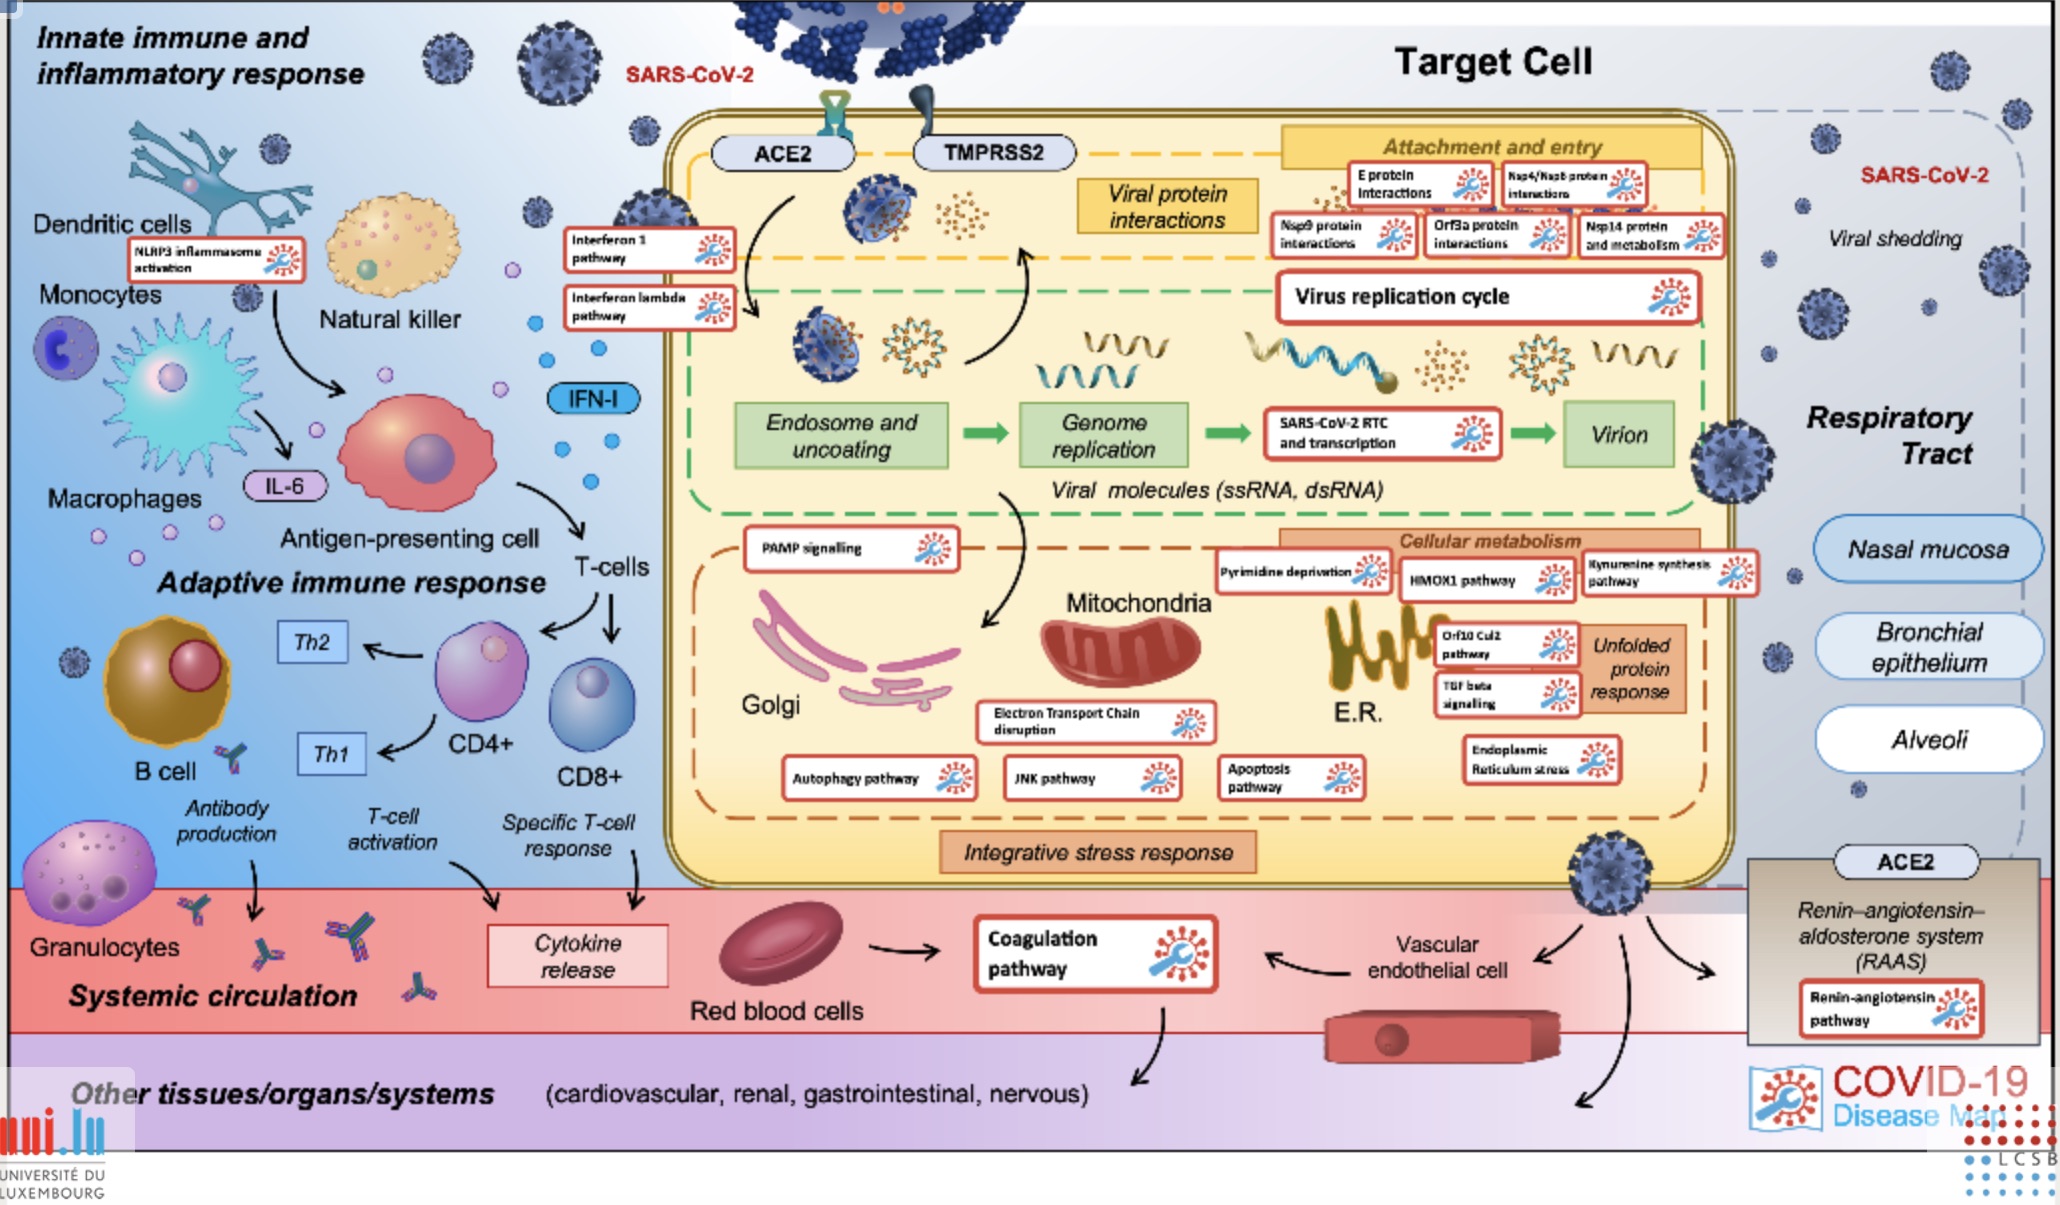 Innate immune and
inflammatory response
SARS-CoV-2
Target Cell
Dendritic cells
NLRP3 inflammasome
activation
Monocytes
Natural killer
Macrophages
IL-6
Antigen-presenting cell
IFN-I
Interferon 1
pathway
Interferon lambda
pathway
T-cells
Adaptive immune response
Th2
Th1
CD4+
CD8+
B cell
Antibody
production
T-cell
activation
Specific T-cell
response
ACE2
TMPRSS2
Attachment and entry
Viral protein
interactions
E protein
Interactions
Nsp4/Nsp6 protein
interactions
Nsp9 protein
interactions
Orf3a protein
interactions
Nsp14 protein
and metabolism
Virus replication cycle
Endosome and
uncoating
Genome
replication
SARS-CoV-2 RTC
and transcription
Virion
Viral molecules (ssRNA, dsRNA)
PAMP signalling
Cellular metabolism
Pyrimidine deprivation
HMOX1 pathway
Kynurenine synthesis
pathway
Mitochondria
Golgi
E.R.
Orf10 Cul2
pathway
TGF beta
signalling
Unfolded
protein
response
Electron Transport Chain
disruption
Endoplasmic
Reticulum stress
Autophagy pathway
JNK pathway
Apoptosis
pathway
Integrative stress response
SARS-CoV-2
Viral shedding
Respiratory
Tract
Nasal mucosa
Bronchial
epithelium
Alveoli
ACE2
Renin–angiotensin–
aldosterone system
(RAAS)
Renin-angiotensin
pathway
Granulocytes
Systemic circulation
Cytokine
release
Red blood cells
Coagulation
pathway
Vascular
endothelial cell
Other tissues/organs/systems
(cardiovascular, renal, gastrointestinal, nervous)
COVID-19
Disease Map
uni.lu
UNIVERSITÉ DU
LUXEMBOURG
LCSB